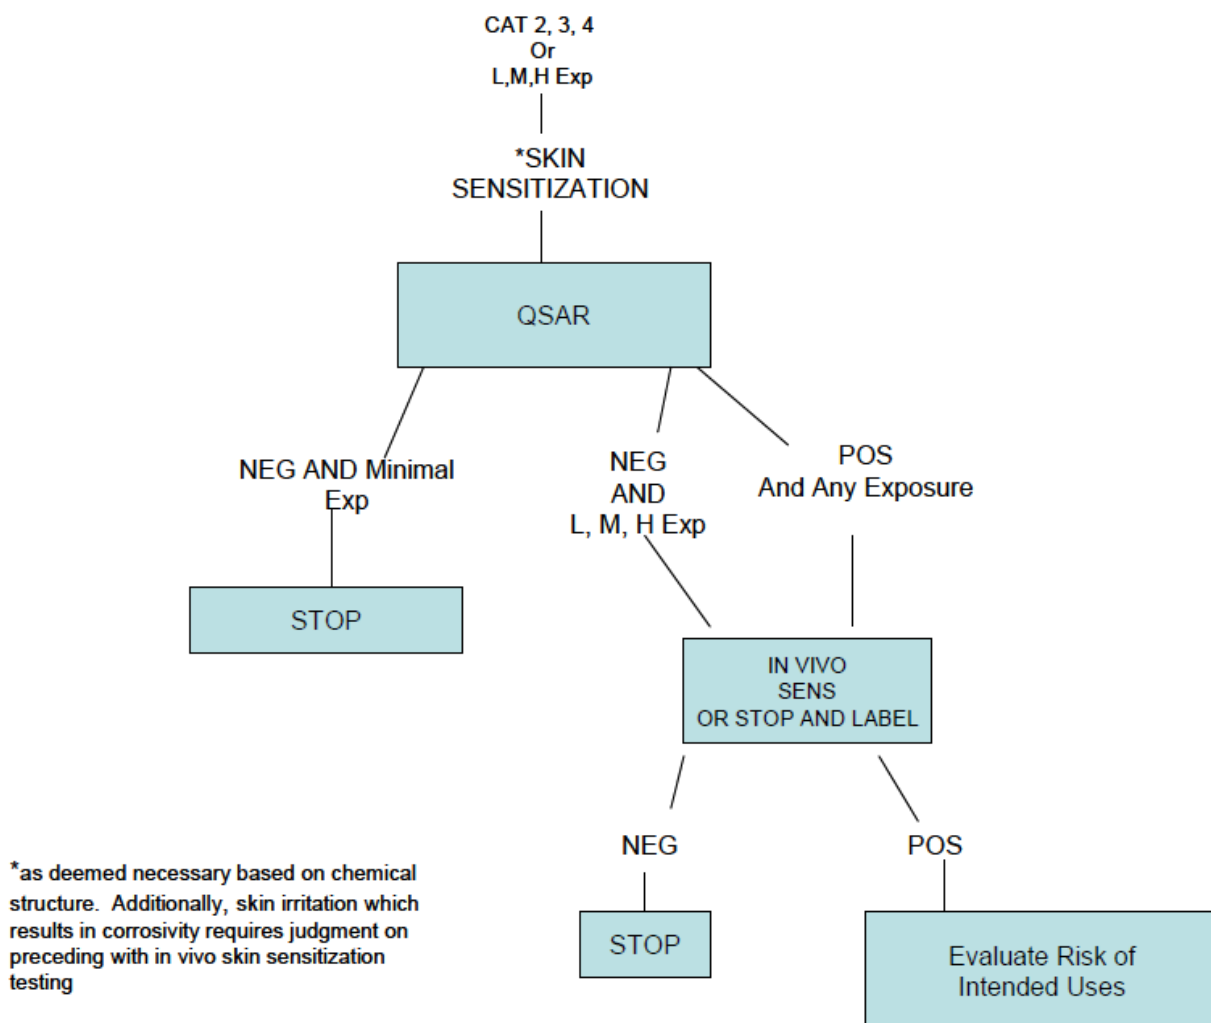 CAT 2, 3, 4
Or
L,M,H Exp
*SKIN
SENSITIZATION
QSAR
NEG AND Minimal
Exp
NEG
AND
L, M, H Exp
POS
And Any Exposure
STOP
IN VIVO
SENS
OR STOP AND LABEL
NEG
POS
STOP
Evaluate Risk of
Intended Uses
*as deemed necessary based on chemical
structure. Additionally, skin irritation which
results in corrosivity requires judgment on
preceding with in vivo skin sensitization
testing